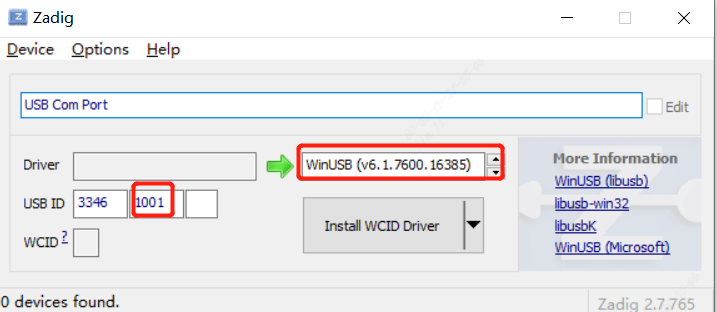 Zadig
Device Options Help
USB Com Port
Edit
Driver
WinUSB (v6.1.7600.16385)
USB ID 3346 1001
WCID ?
Install WCID Driver
More Information
WinUSB (libusb)
libusb-win32
libusbK
WinUSB (Microsoft)
0 devices found.
Zadig 2.7.765